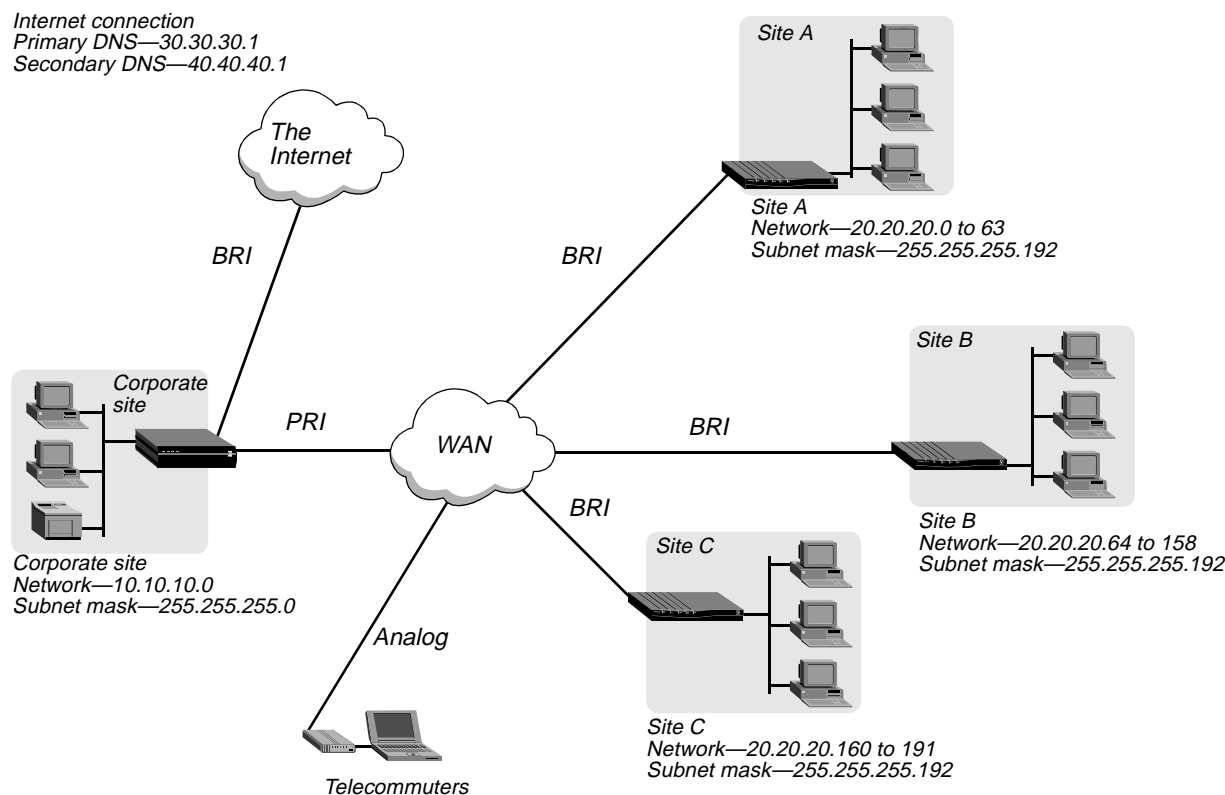 Internet connection
Primary DNS—30.30.30.1
Secondary DNS—40.40.40.1
The
Internet
BRI
Site A
Site A
Network—20.20.20.0 to 63
Subnet mask—255.255.255.192
BRI
Site B
Site B
Network—20.20.20.64 to 158
Subnet mask—255.255.255.192
BRI
Corporate
site
PRI
WAN
Corporate site
Network—10.10.10.0
Subnet mask—255.255.255.0
BRI
Site C
Site C
Network—20.20.20.160 to 191
Subnet mask—255.255.255.192
Analog
Telecommuters